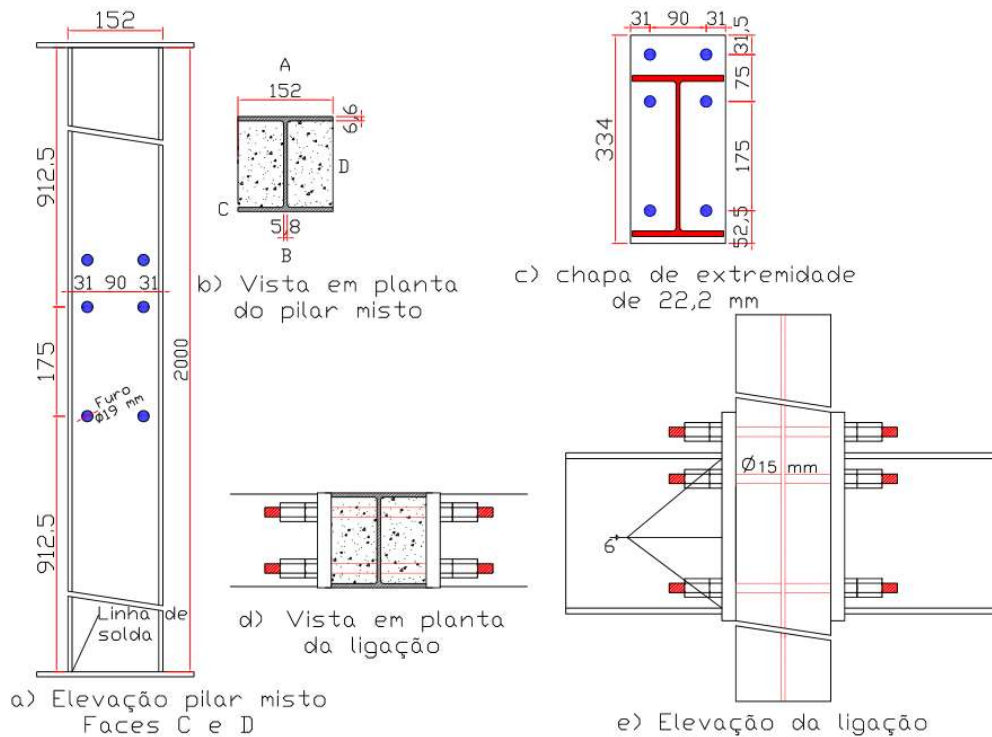 152
912,5
31 90 31
175
Furo
ø19 mm
2000
912,5
Linha de
solda
a) Elevação pilar misto
Faces C e D
A
152
6,6
D
C
5,8
B
b) Vista em planta
do pilar misto
31 90 31
31,5
75
334
175
52,5
c) chapa de extremidade
de 22,2 mm
d) Vista em planta
da ligação
Ø15 mm
6
e) Elevação da ligação